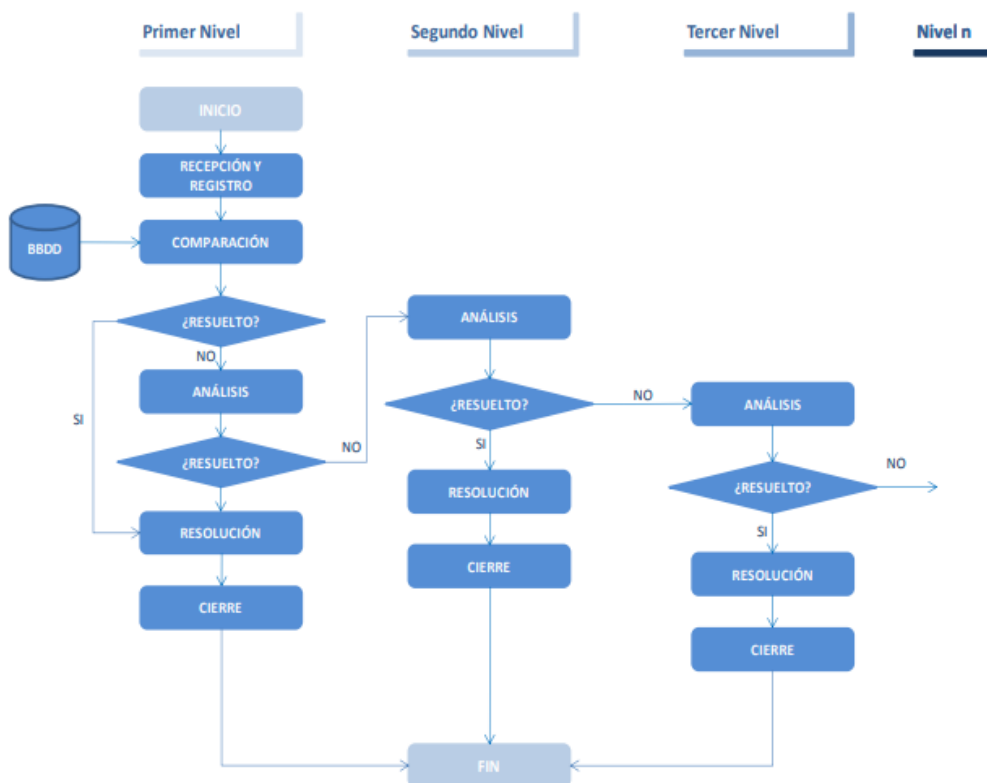 Primer Nivel
Segundo Nivel
Tercer Nivel
Nivel n
INICIO
RECEPCIÓN Y
REGISTRO
BBDD
COMPARACIÓN
¿RESUELTO?
NO
SI
ANÁLISIS
¿RESUELTO?
NO
RESOLUCIÓN
CIERRE
ANÁLISIS
¿RESUELTO?
NO
SI
RESOLUCIÓN
CIERRE
ANÁLISIS
¿RESUELTO?
NO
SI
RESOLUCIÓN
CIERRE
FIN